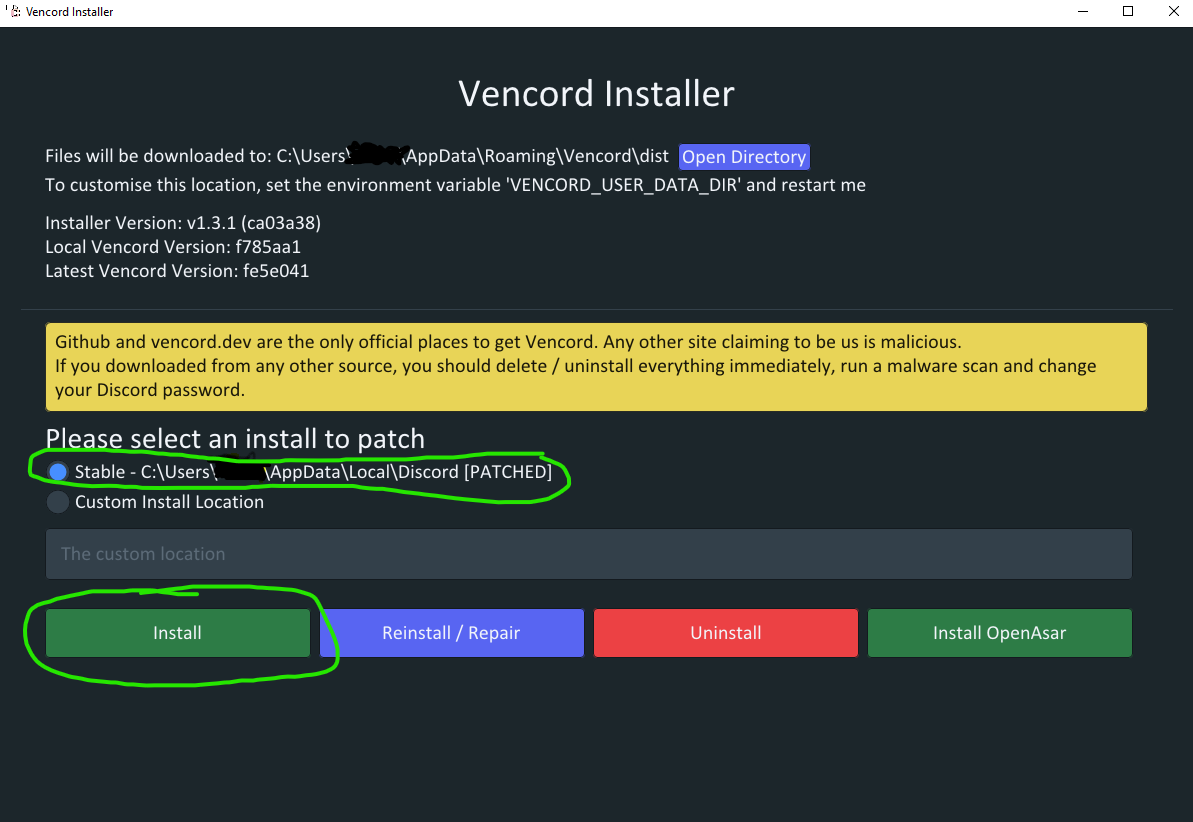 Vencord Installer
Vencord Installer
Files will be downloaded to: C:\Users\ \AppData\Roaming\Vencord\dist Open Directory
To customise this location, set the environment variable 'VENCORD_USER_DATA_DIR' and restart me
Installer Version: v1.3.1 (ca03a38)
Local Vencord Version: f785aa1
Latest Vencord Version: fe5e041
Github and vencord.dev are the only official places to get Vencord. Any other site claiming to be us is malicious.
If you downloaded from any other source, you should delete / uninstall everything immediately, run a malware scan and change
your Discord password.
Please select an install to patch
Stable - C:\Users\ \AppData\Local\Discord [PATCHED]
Custom Install Location
The custom location
Install Reinstall / Repair Uninstall Install OpenAsar